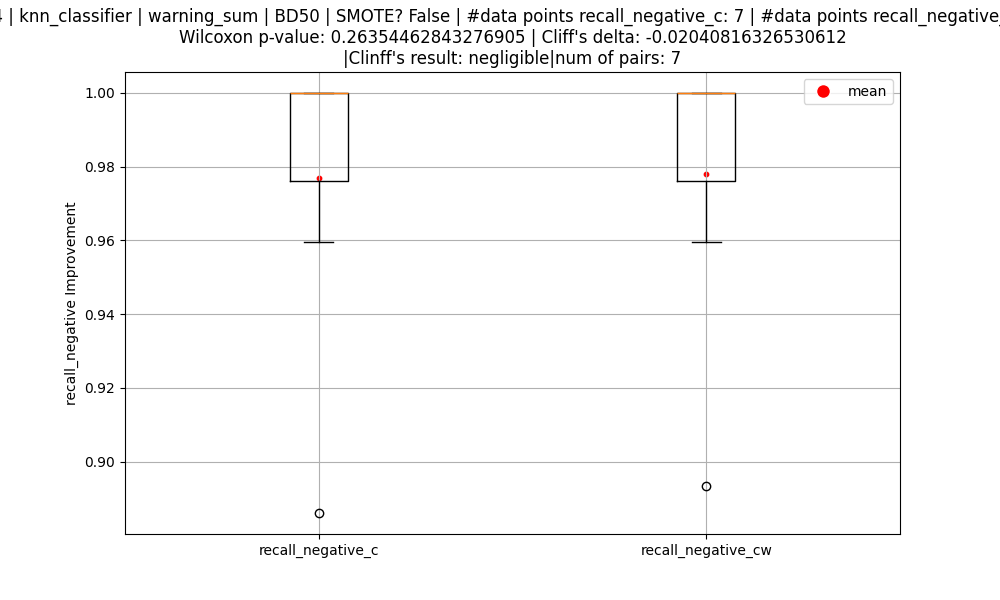 | knn_classifier | warning_sum | BD50 | SMOTE? False | #data points recall_negative_c: 7 | #data points recall_negative_
Wilcoxon p-value: 0.26354462843276905 | Cliff's delta: -0.02040816326530612
|Clinff's result: negligible|num of pairs: 7
mean
1.00
0.98
0.96
0.94
0.92
0.90
recall_negative Improvement
recall_negative_c
recall_negative_cw